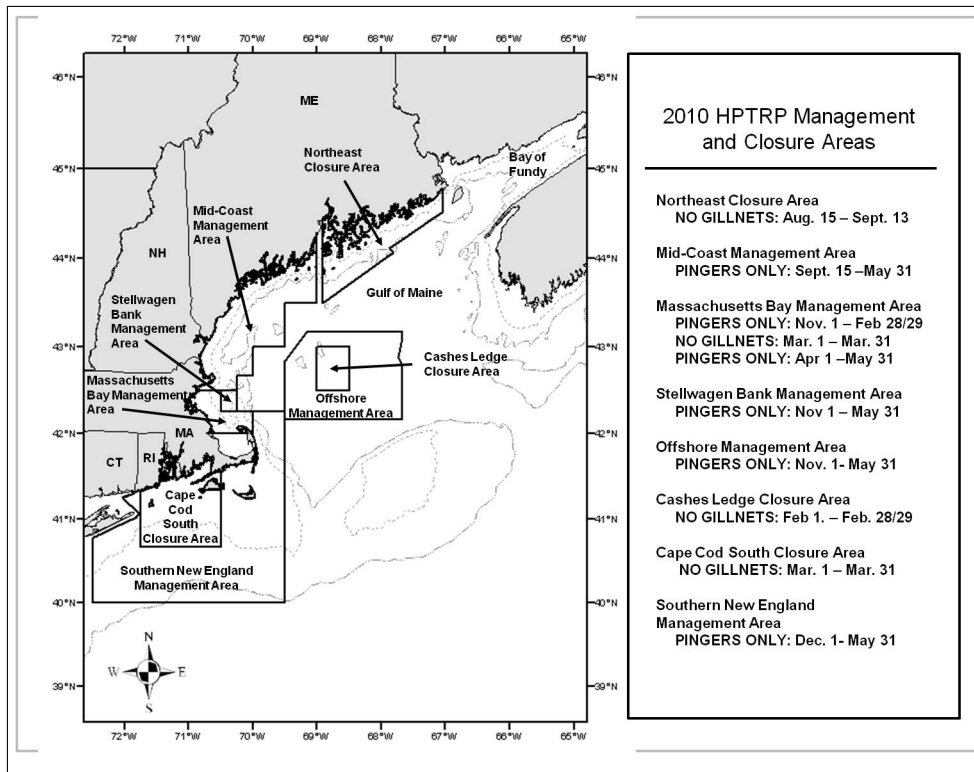 72°W 71°W 70°W 69°W 68°W 67°W 66°W 65°W
46°N
45°N
44°N
43°N
42°N
41°N
40°N
39°N
46°N
45°N
44°N
43°N
42°N
41°N
40°N
39°N
ME
Northeast
Closure Area
Bay of
Fundy
Mid-Coast
Management
Area
NH
Gulf of Maine
Stellwagen
Bank
Management
Area
Cashes Ledge
Closure Area
Massachusetts
Bay Management
Area
Offshore
Management Area
MA
CT
RI
Cape
Cod
South
Closure Area
Southern New England
Management Area
N
W E
S
72°W 71°W 70°W 69°W 68°W 67°W 66°W 65°W
2010 HPTRP Management
and Closure Areas
Northeast Closure Area
NO GILLNETS: Aug. 15 – Sept. 13
Mid-Coast Management Area
PINGERS ONLY: Sept. 15 –May 31
Massachusetts Bay Management Area
PINGERS ONLY: Nov. 1 – Feb 28/29
NO GILLNETS: Mar. 1 – Mar. 31
PINGERS ONLY: Apr 1 –May 31
Stellwagen Bank Management Area
PINGERS ONLY: Nov 1 – May 31
Offshore Management Area
PINGERS ONLY: Nov. 1- May 31
Cashes Ledge Closure Area
NO GILLNETS: Feb 1. – Feb. 28/29
Cape Cod South Closure Area
NO GILLNETS: Mar. 1 – Mar. 31
Southern New England
Management Area
PINGERS ONLY: Dec. 1- May 31